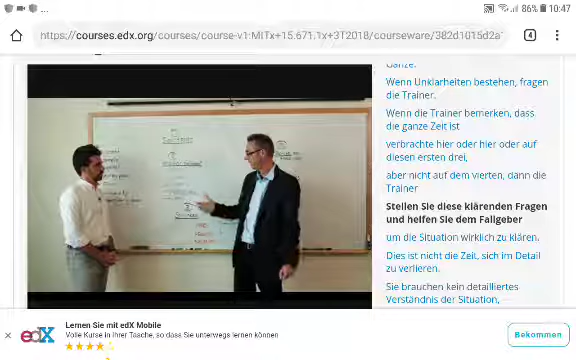 86%
10:47
https://courses.edx.org/courses/course-v1:MITx+15.671.1x+3T2018/courseware/382d1015d2a
4
Ganze.
Wenn Unklarheiten bestehen, fragen
die Trainer.
Wenn die Trainer bemerken, dass
die ganze Zeit ist
verbrachte hier oder hier oder auf
diesen ersten drei,
aber nicht auf dem vierten, dann die
Trainer
Stellen Sie diese klärenden Fragen
und helfen Sie dem Fallgeber
um die Situation wirklich zu klären.
Dies ist nicht die Zeit, sich im Detail
zu verlieren.
Sie brauchen kein detailliertes
Verständnis der Situation,
edX
Lernen Sie mit edX Mobile
Volle Kurse in Ihrer Tasche, so dass Sie unterwegs lernen können
Bekommen